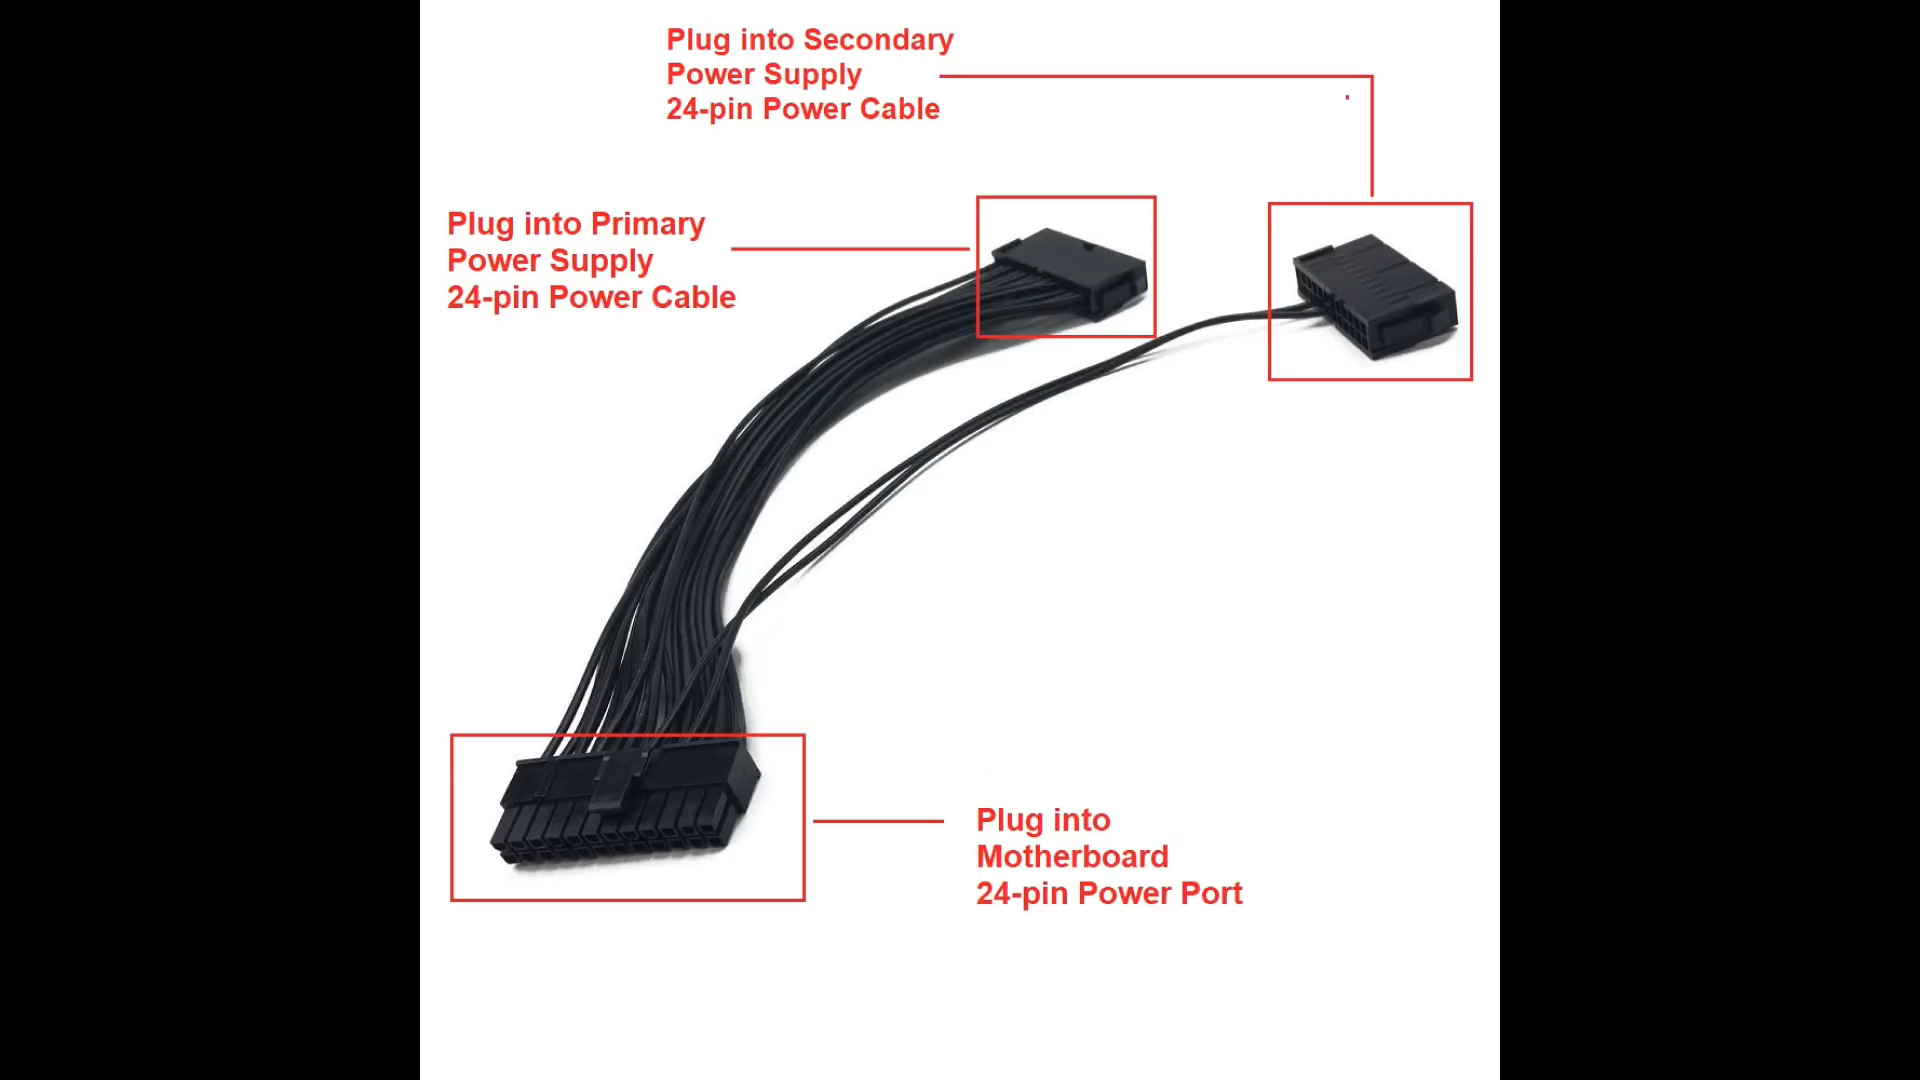 Plug into Secondary
Power Supply
24-pin Power Cable
Plug into Primary
Power Supply
24-pin Power Cable
Plug into
Motherboard
24-pin Power Port